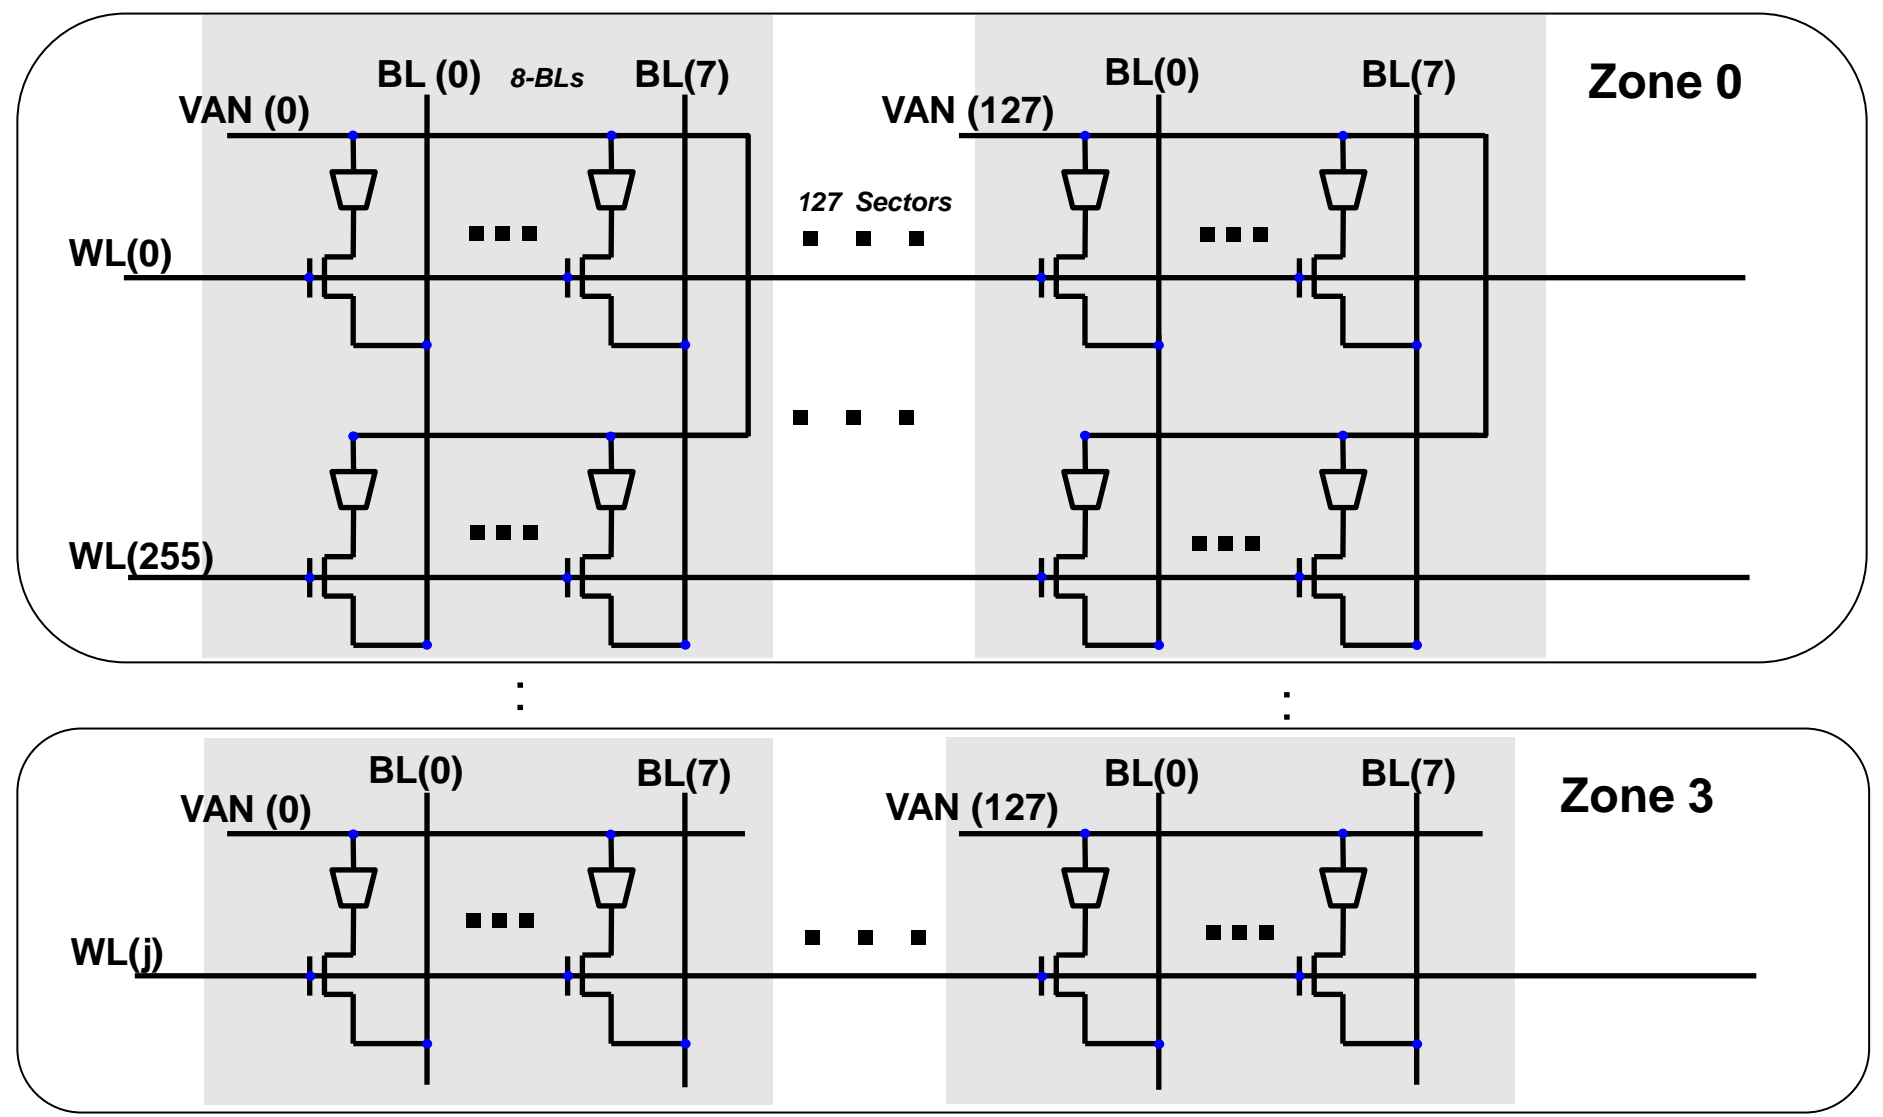 BL (0) 8-BLs BL(7) BL(0) BL(7) Zone 0
VAN (0) VAN (127)
127 Sectors
WL(0)
WL(255)
BL(0) BL(7) BL(0) BL(7) Zone 3
VAN (0) VAN (127)
WL(j)